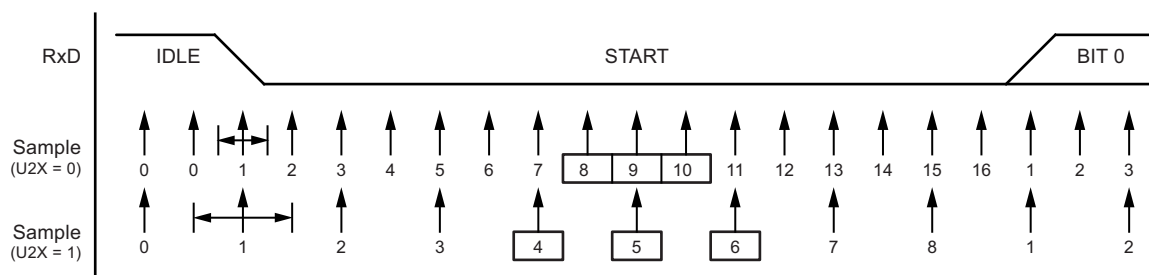 RxD IDLE START BIT 0
Sample
(U2X = 0)
0 0 1 2 3 4 5 6 7 8 9 10 11 12 13 14 15 16 1 2 3
Sample
(U2X = 1)
0 1 2 3 4 5 6 7 8 1 2